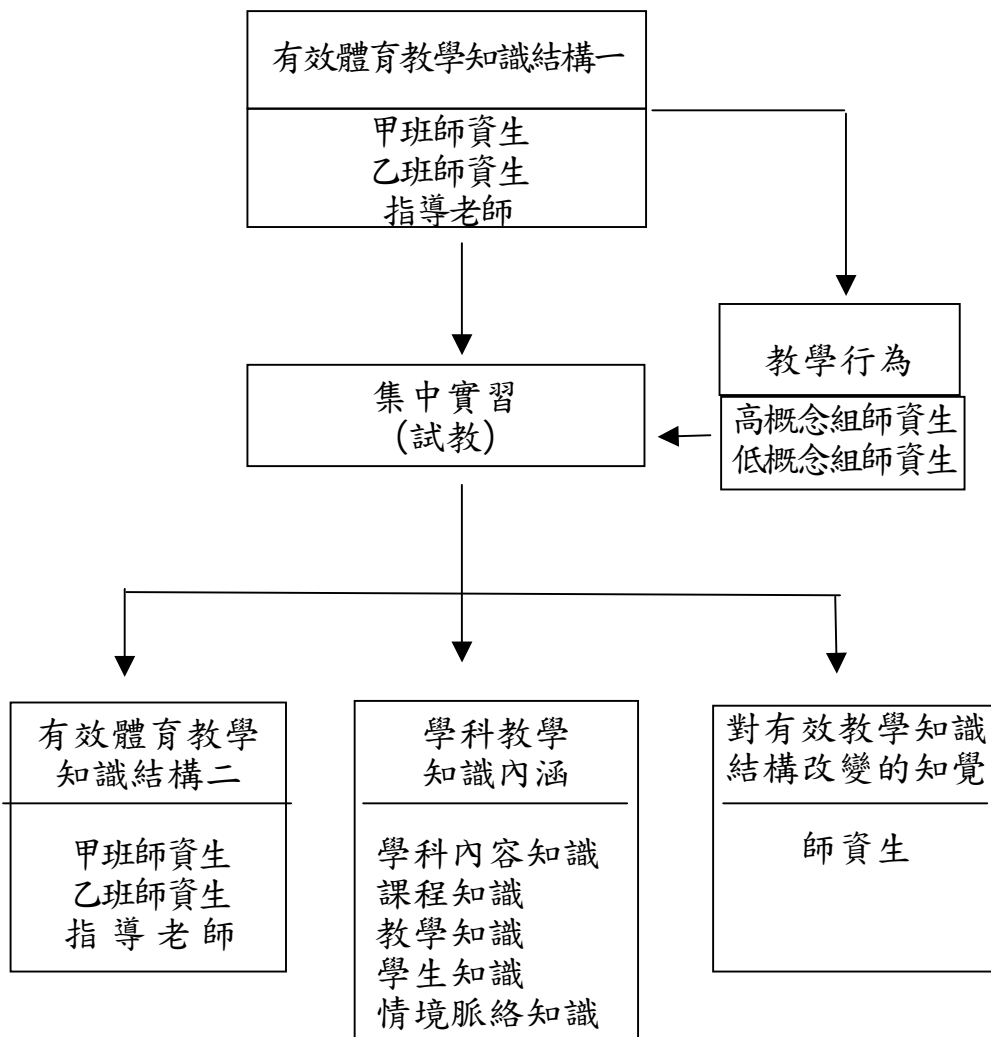 有效體育教學知識結構一
甲班師資生
乙班師資生
指導老師
教學行為
高概念組師資生
低概念組師資生
集中實習
(試教)
有效體育教學
知識結構二
甲班師資生
乙班師資生
指導老師
學科教學
知識內涵
學科內容知識
課程知識
教學知識
學生知識
情境脈絡知識
對有效教學知識
結構改變的知覺
師資生